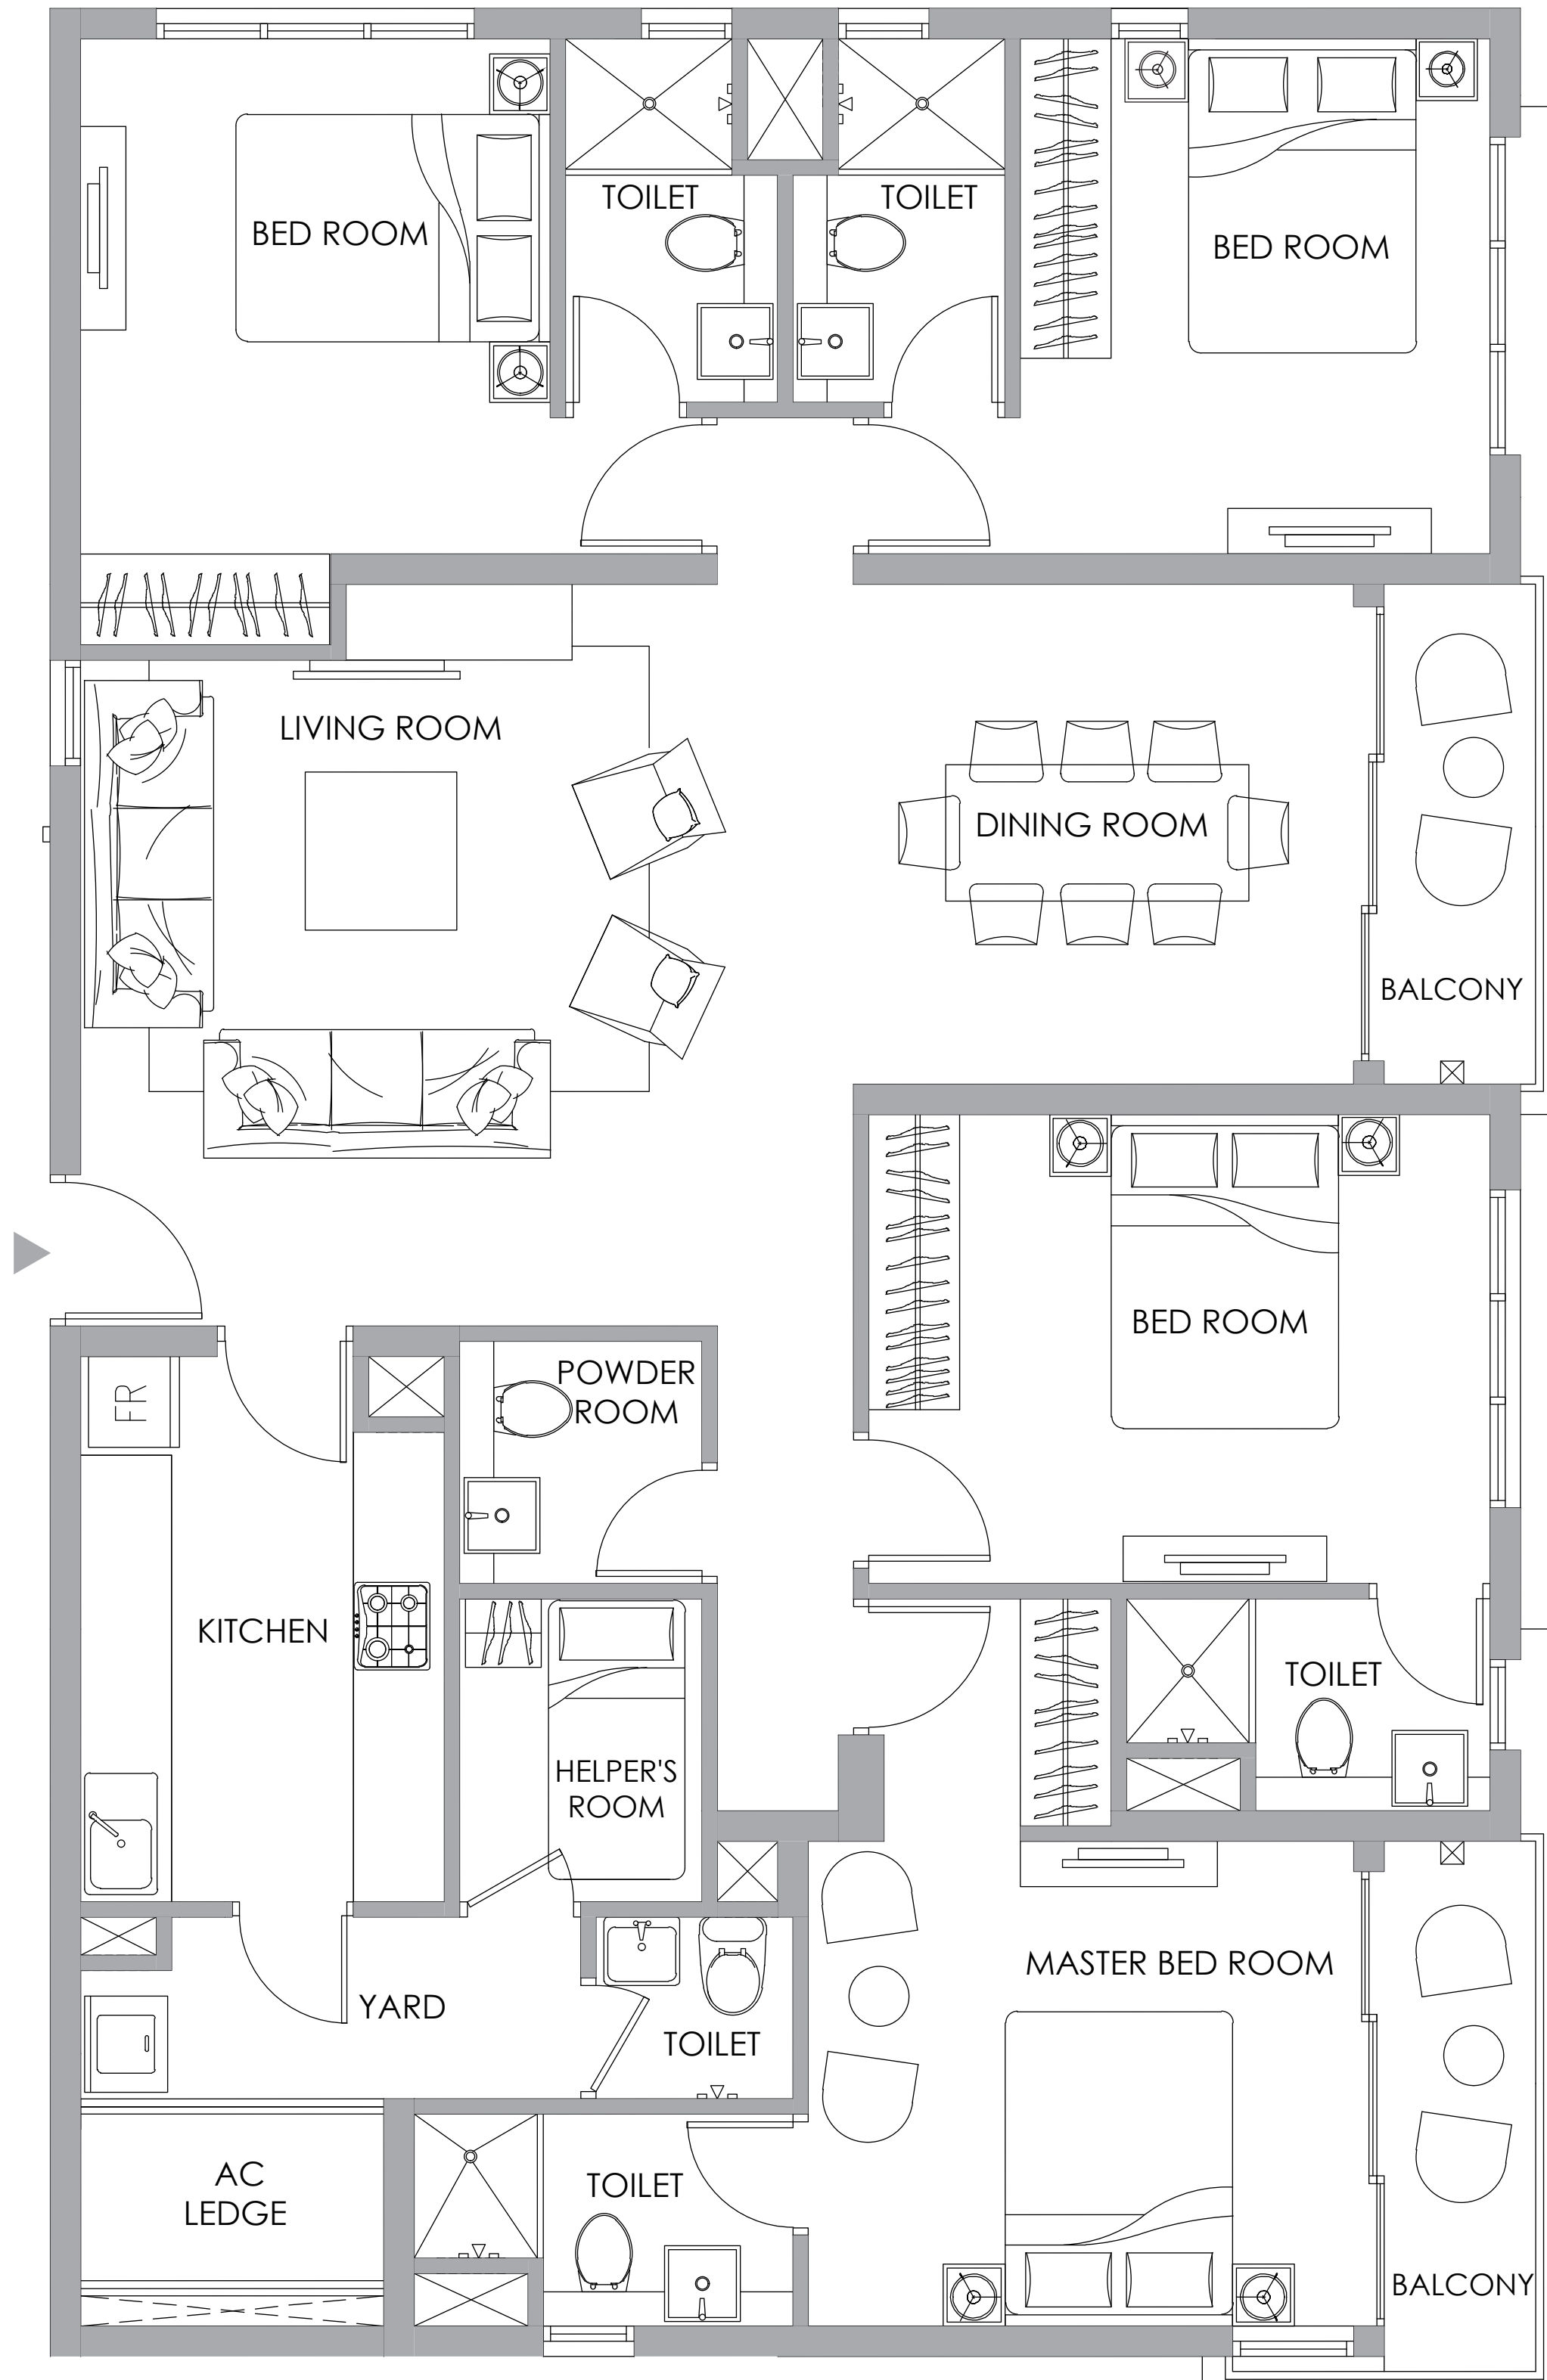 TOILET
TOILET
BED ROOM
BED ROOM
LIVING ROOM
DINING ROOM
BALCONY
BED ROOM
POWDER
ROOM
FR
KITCHEN
TOILET
HELPER'S
ROOM
MASTER BED ROOM
YARD
TOILET
AC
LEDGE
TOILET
BALCONY